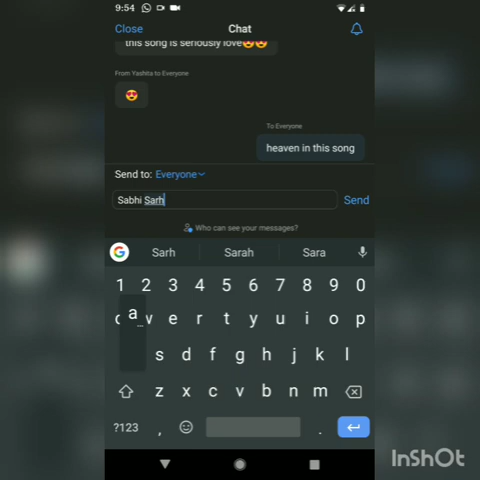 9:54
Close
Chat
this song is seriously love😍😍
From Yashita to Everyone
😍
To Everyone
heaven in this song
Send to: Everyone
Sabhi Sarh
Send
Who can see your messages?
G
Sarh Sarah Sara
1 2 3 4 5 6 7 8 9 0
w e r t y u i o p
a
s d f g h j k l
z x c v b n m
?123 , .
InShOt